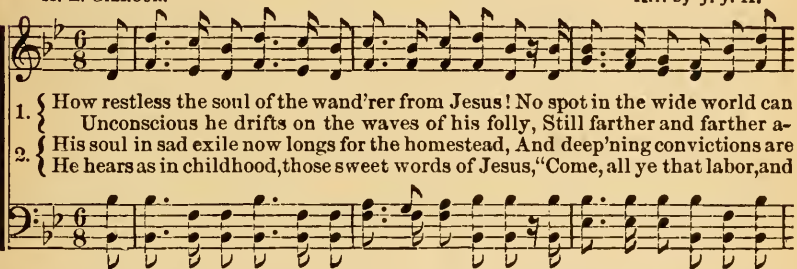 1. How restless the soul of the wand'rer from Jesus! No spot in the wide world can
Unconscious he drifts on the waves of his folly, Still farther and farther a-
2. His soul in sad exile now longs for the homestead, And deep'ning convictions are
He hears as in childhood, those sweet words of Jesus, "Come, all ye that labor, and